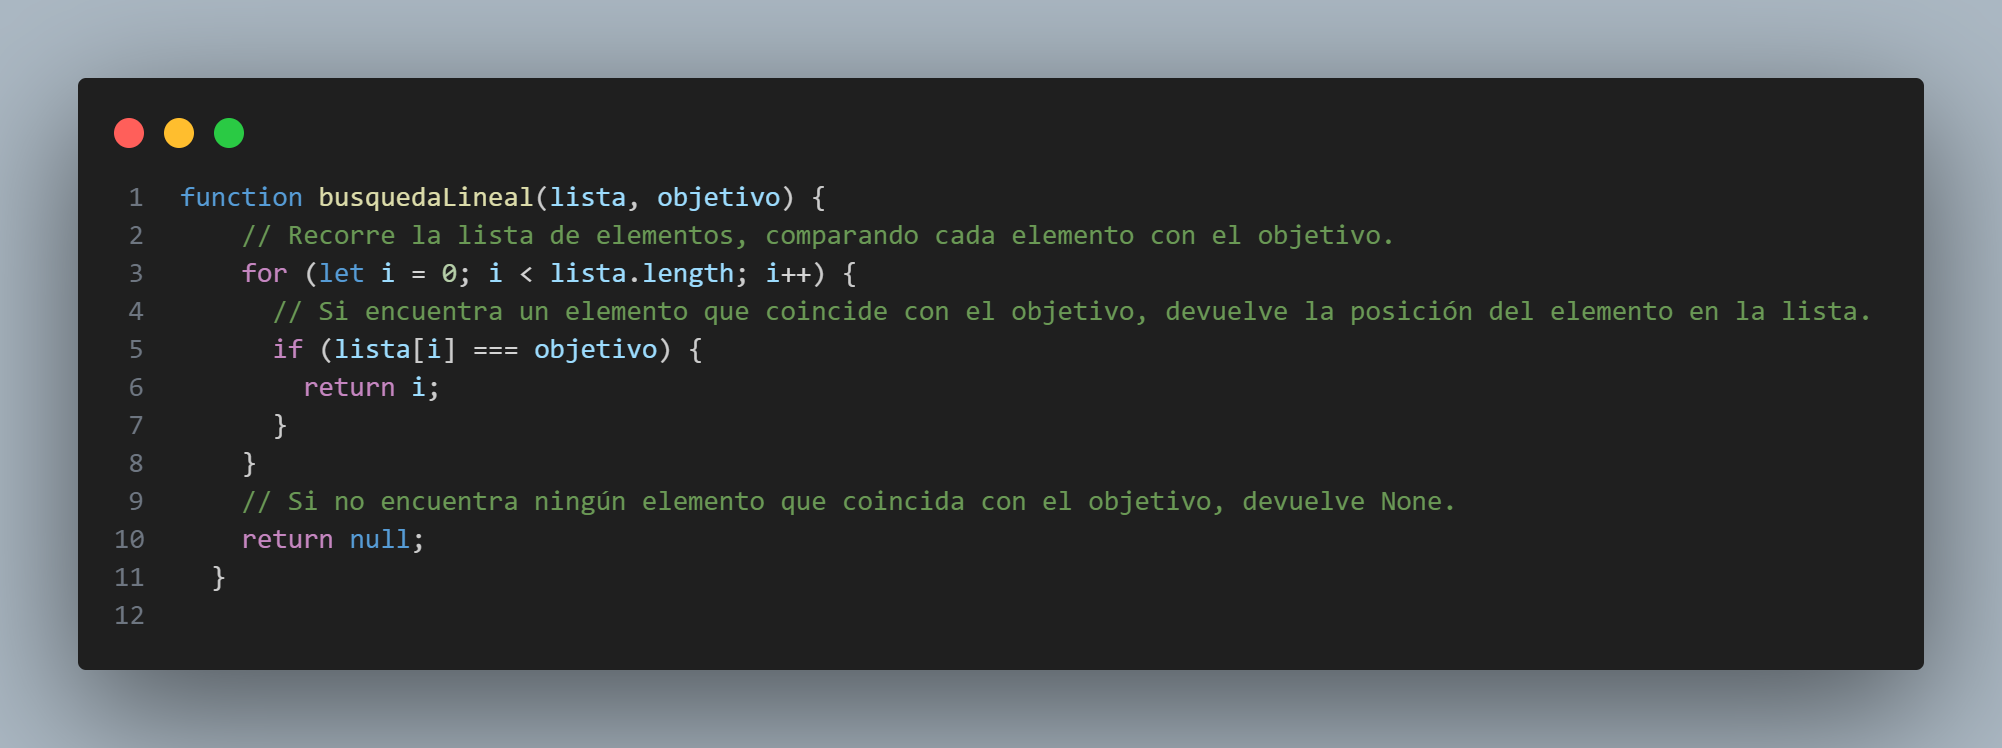 1 function busquedaLineal(lista, objetivo) {
2 // Recorre la lista de elementos, comparando cada elemento con el objetivo.
3 for (let i = 0; i < lista.length; i++) {
4 // Si encuentra un elemento que coincide con el objetivo, devuelve la posición del elemento en la lista.
5 if (lista[i] === objetivo) {
6 return i;
7 }
8 }
9 // Si no encuentra ningún elemento que coincida con el objetivo, devuelve None.
10 return null;
11 }
12